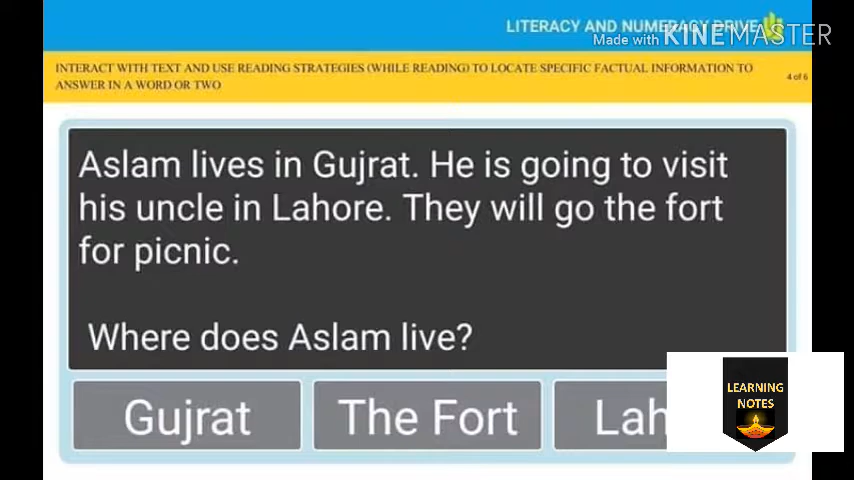 LITERACY AND NUMERACY DRIVE
Made with KINEMASTER
INTERACT WITH TEXT AND USE READING STRATEGIES (WHILE READING) TO LOCATE SPECIFIC FACTUAL INFORMATION TO
ANSWER IN A WORD OR TWO
4 of 6
Aslam lives in Gujrat. He is going to visit
his uncle in Lahore. They will go the fort
for picnic.
Where does Aslam live?
Gujrat
The Fort
Lah
LEARNING
NOTES